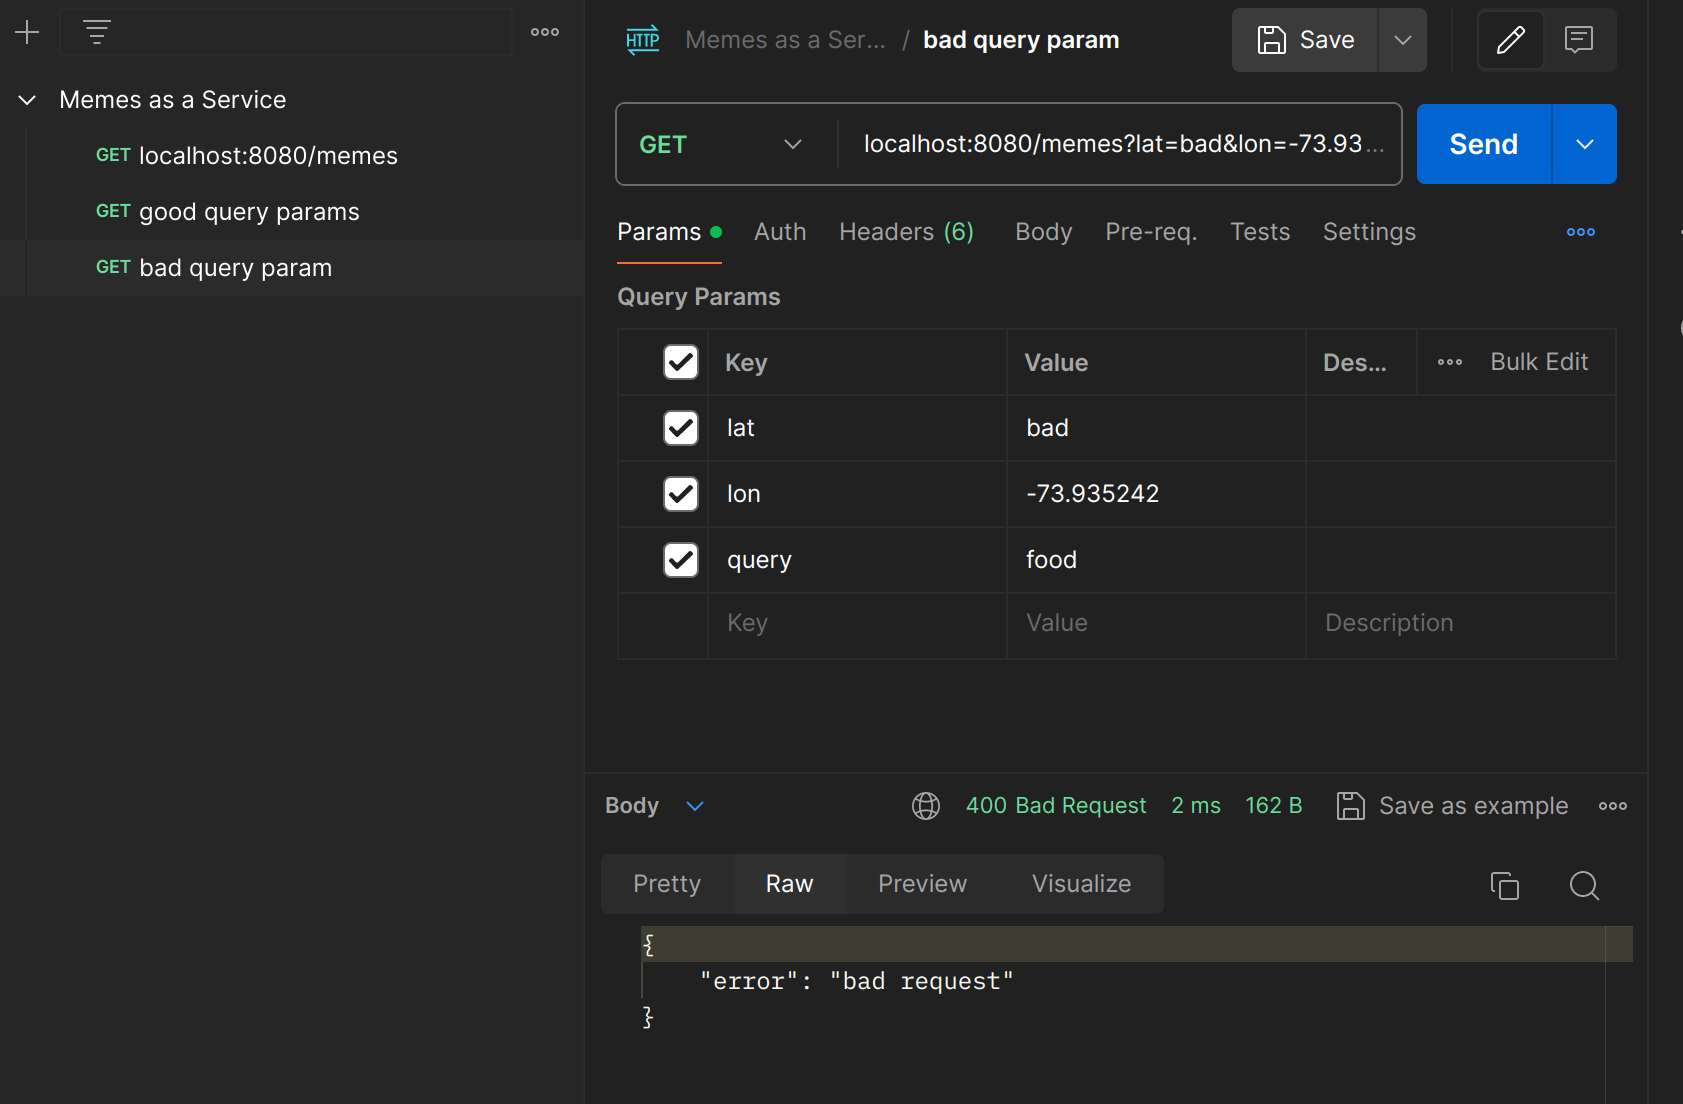 Memes as a Service
GET localhost:8080/memes
GET good query params
GET bad query param
HTTP Memes as a Ser... / bad query param
Save
GET localhost:8080/memes?lat=bad&lon=-73.93...
Send
Params Auth Headers (6) Body Pre-req. Tests Settings
Query Params
Key Value Des... Bulk Edit
lat bad
lon -73.935242
query food
Key Value Description
Body 400 Bad Request 2 ms 162 B Save as example
Pretty Raw Preview Visualize
{
"error": "bad request"
}